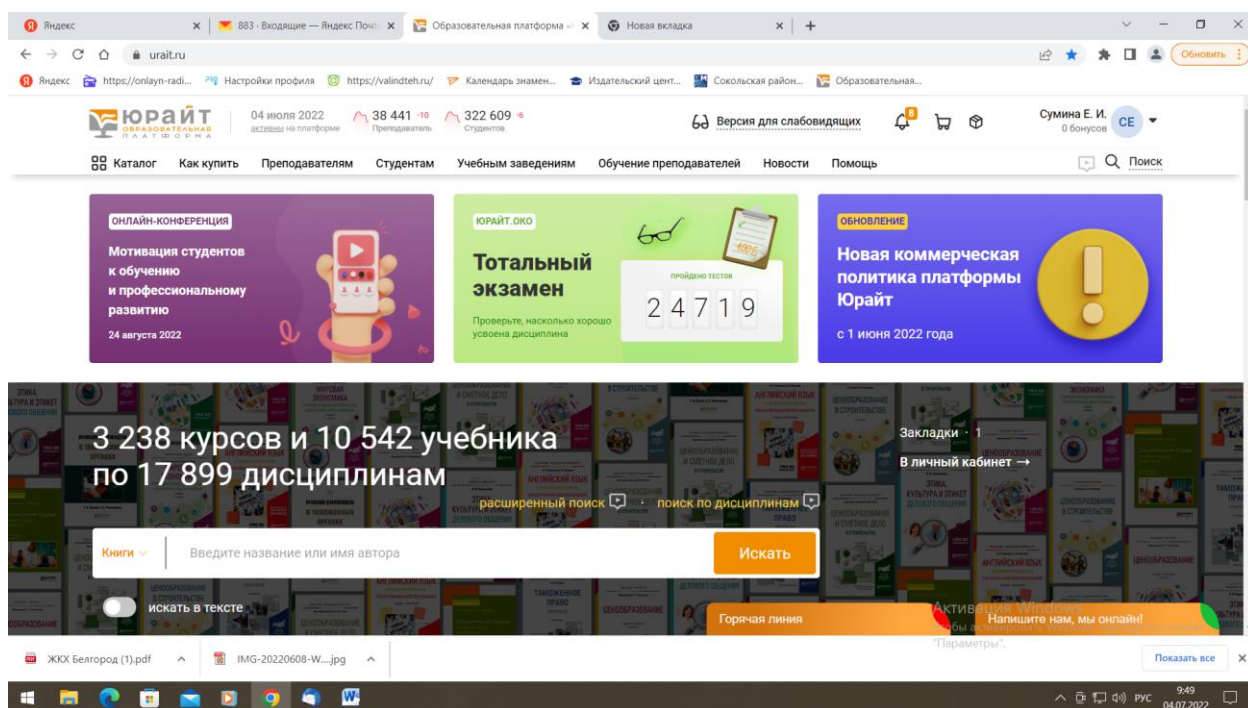 Яндекс
883 · Входящие — Яндекс Почт
Образовательная платформа «
Новая вкладка
urait.ru
Обновить
Яндекс
https://onlayn-radi...
Настройки профиля
https://valindteh.ru/
Календарь знамен...
Издательский цент...
Сокольская район...
Образовательная...
юрайт
ОБРАЗОВАТЕЛЬНАЯ
ПЛАТФОРМА
04 июля 2022
активны на платформе
38 441 -10
Преподаватель
322 609 -6
Студентов
Версия для слабовидящих
8
Сумина Е. И.
0 бонусов
СЕ
Каталог
Как купить
Преподавателям
Студентам
Учебным заведениям
Обучение преподавателей
Новости
Помощь
Поиск
ОНЛАЙН-КОНФЕРЕНЦИЯ
Мотивация студентов
к обучению
и профессиональному
развитию
24 августа 2022
ЮРАЙТ.ОКО
Тотальный
экзамен
Проверьте, насколько хорошо
усвоена дисциплина
100Б
ПРОЙДЕНО ТЕСТОВ
2 4 7 1 9
ОБНОВЛЕНИЕ
Новая коммерческая
политика платформы
Юрайт
с 1 июня 2022 года
3 238 курсов и 10 542 учебника
по 17 899 дисциплинам
Закладки · 1
В личный кабинет →
расширенный поиск · поиск по дисциплинам
Книги
Введите название или имя автора
Искать
искать в тексте
Горячая линия
Напишите нам, мы онлайн!
Активация Windows
"Параметры".
ЖКХ Белгород (1).pdf
IMG-20220608-W....jpg
Показать все
РУС
9:49
04.07.2022